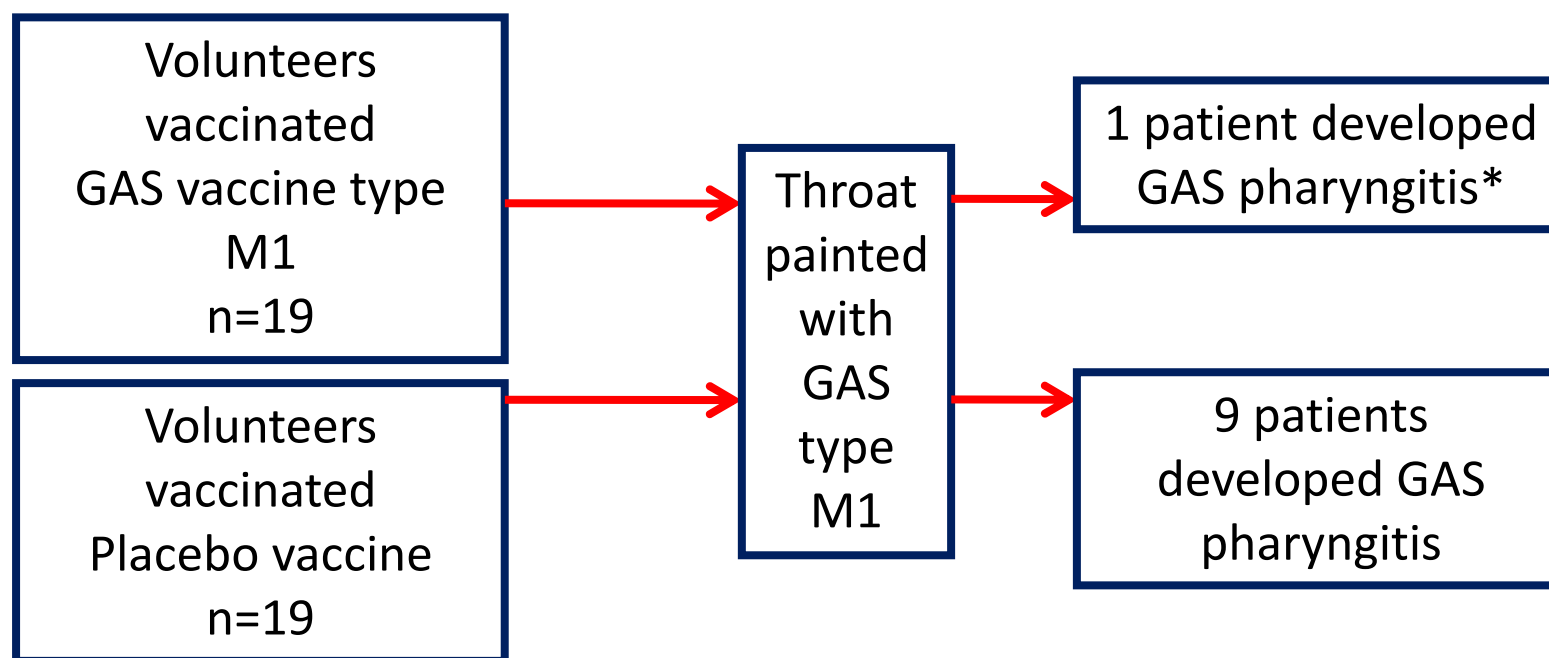 Volunteers
vaccinated
GAS vaccine type
M1
n=19
Volunteers
vaccinated
Placebo vaccine
n=19
Throat
painted
with
GAS
type
M1
1 patient developed
GAS pharyngitis*
9 patients
developed GAS
pharyngitis